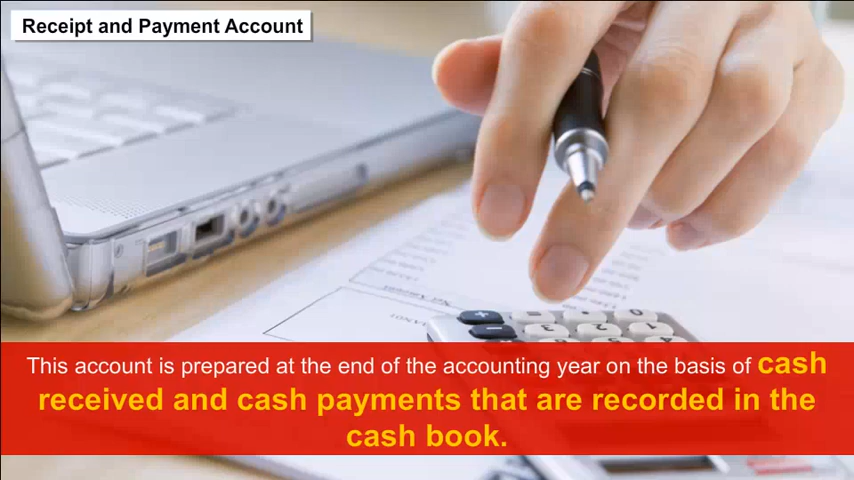 Receipt and Payment Account
This account is prepared at the end of the accounting year on the basis of cash
received and cash payments that are recorded in the
cash book.